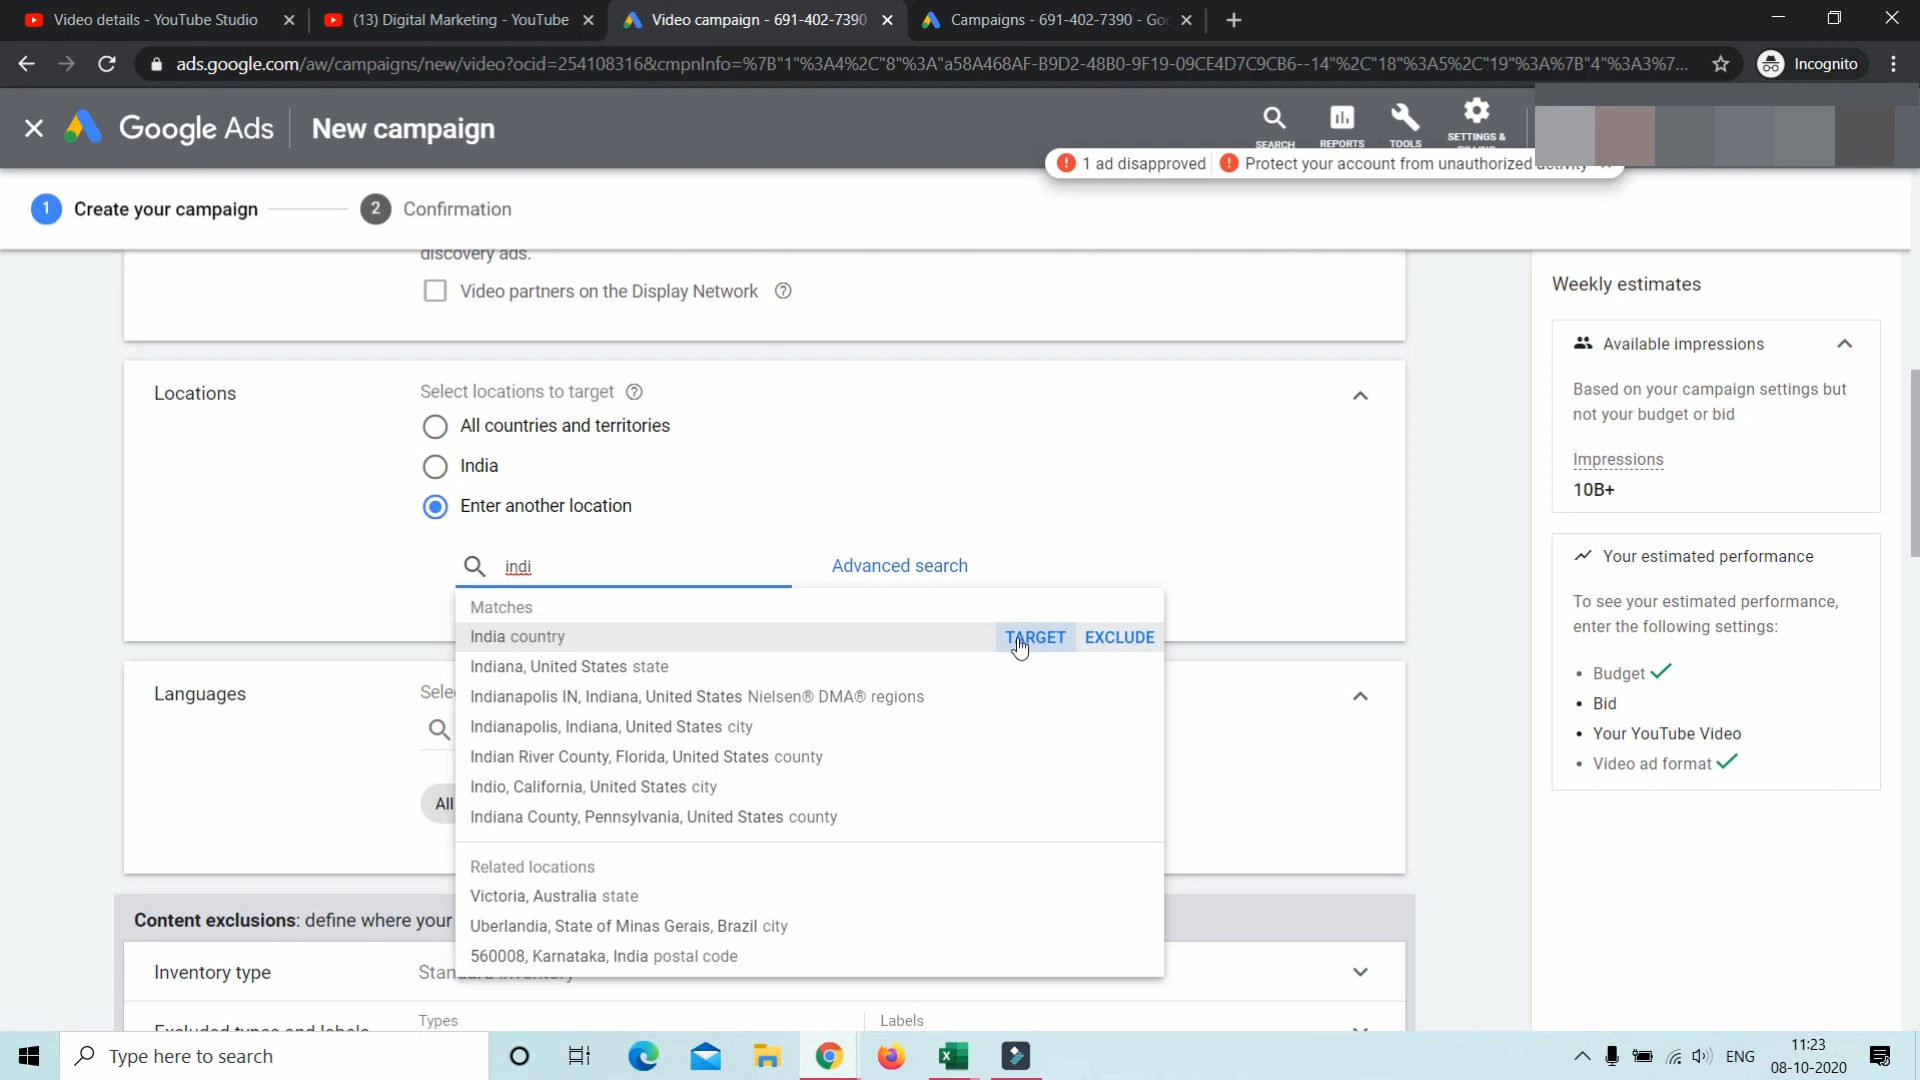 Video details - YouTube Studio
(13) Digital Marketing - YouTube
Video campaign - 691-402-7390
Campaigns - 691-402-7390 - Goo
ads.google.com/aw/campaigns/new/video?ocid=254108316&cmpnInfo=%7B"1"%3A4%2C"8"%3A"a58A468AF-B9D2-48B0-9F19-09CE4D7C9CB6--14"%2C"18"%3A5%2C"19"%3A%7B"4"%3A3%7...
Incognito
Google Ads
New campaign
SEARCH
REPORTS
TOOLS
SETTINGS &
BILLING
1 ad disapproved
Protect your account from unauthorized activity
1 Create your campaign
2 Confirmation
discovery ads.
Video partners on the Display Network
Locations
Select locations to target
All countries and territories
India
Enter another location
indi
Advanced search
Matches
India country
TARGET EXCLUDE
Indiana, United States state
Indianapolis IN, Indiana, United States Nielsen® DMA® regions
Indianapolis, Indiana, United States city
Indian River County, Florida, United States county
Indio, California, United States city
Indiana County, Pennsylvania, United States county
Related locations
Victoria, Australia state
Uberlandia, State of Minas Gerais, Brazil city
560008, Karnataka, India postal code
Languages
Sele
All
Content exclusions: define where your
Inventory type
Standard inventory
Excluded types and labels
Types
Labels
Weekly estimates
Available impressions
Based on your campaign settings but
not your budget or bid
Impressions
10B+
Your estimated performance
To see your estimated performance,
enter the following settings:
• Budget
• Bid
• Your YouTube Video
• Video ad format
Type here to search
ENG
11:23
08-10-2020